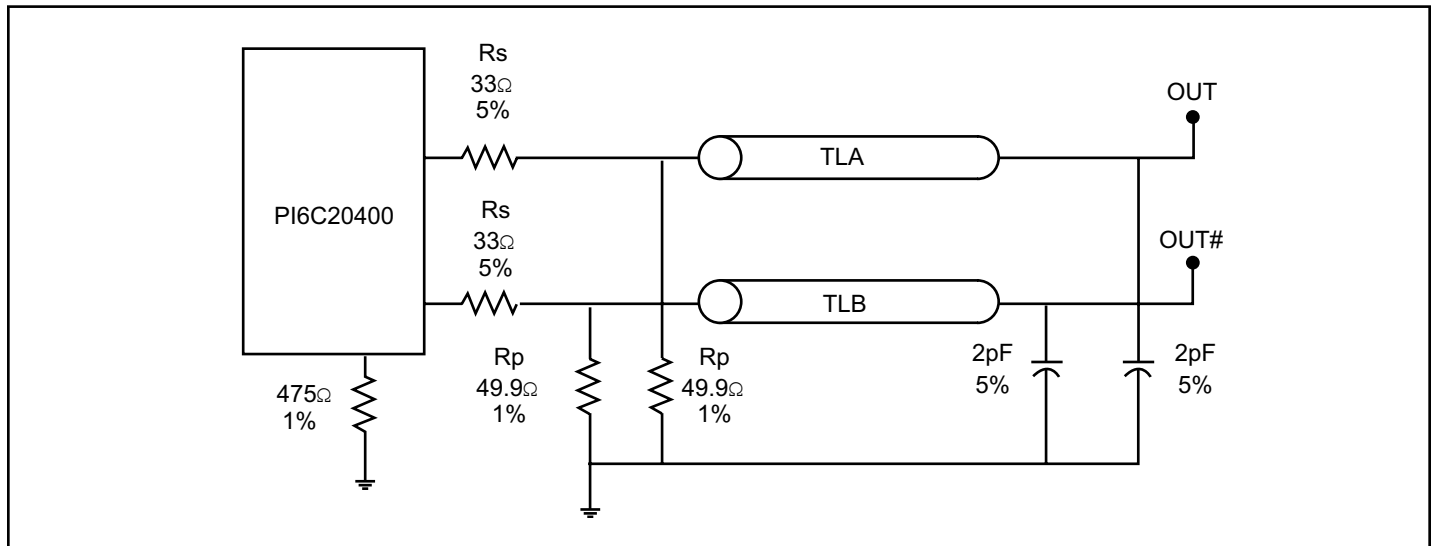 Rs
33Ω
5%
OUT
TLA
PI6C20400
Rs
33Ω
5%
OUT#
TLB
475Ω
1%
Rp
49.9Ω
1%
Rp
49.9Ω
1%
2pF
5%
2pF
5%